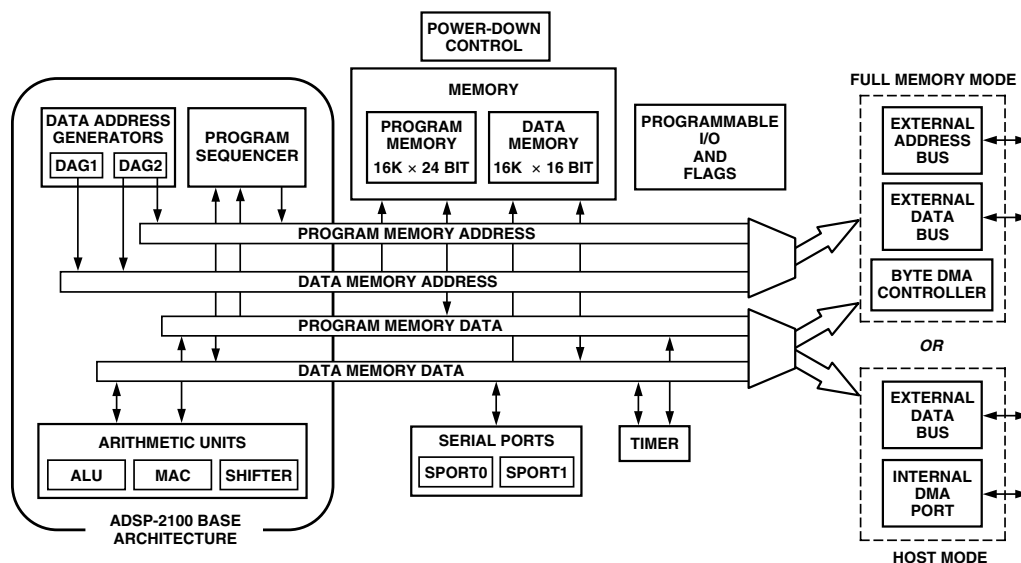 POWER-DOWN
CONTROL
MEMORY
PROGRAM
MEMORY
16K × 24 BIT
DATA
MEMORY
16K × 16 BIT
DATA ADDRESS
GENERATORS
DAG1
DAG2
PROGRAM
SEQUENCER
PROGRAMMABLE
I/O
AND
FLAGS
FULL MEMORY MODE
EXTERNAL
ADDRESS
BUS
EXTERNAL
DATA
BUS
BYTE DMA
CONTROLLER
PROGRAM MEMORY ADDRESS
DATA MEMORY ADDRESS
PROGRAM MEMORY DATA
DATA MEMORY DATA
OR
ARITHMETIC UNITS
ALU
MAC
SHIFTER
SERIAL PORTS
SPORT0
SPORT1
TIMER
EXTERNAL
DATA
BUS
INTERNAL
DMA
PORT
HOST MODE
ADSP-2100 BASE
ARCHITECTURE